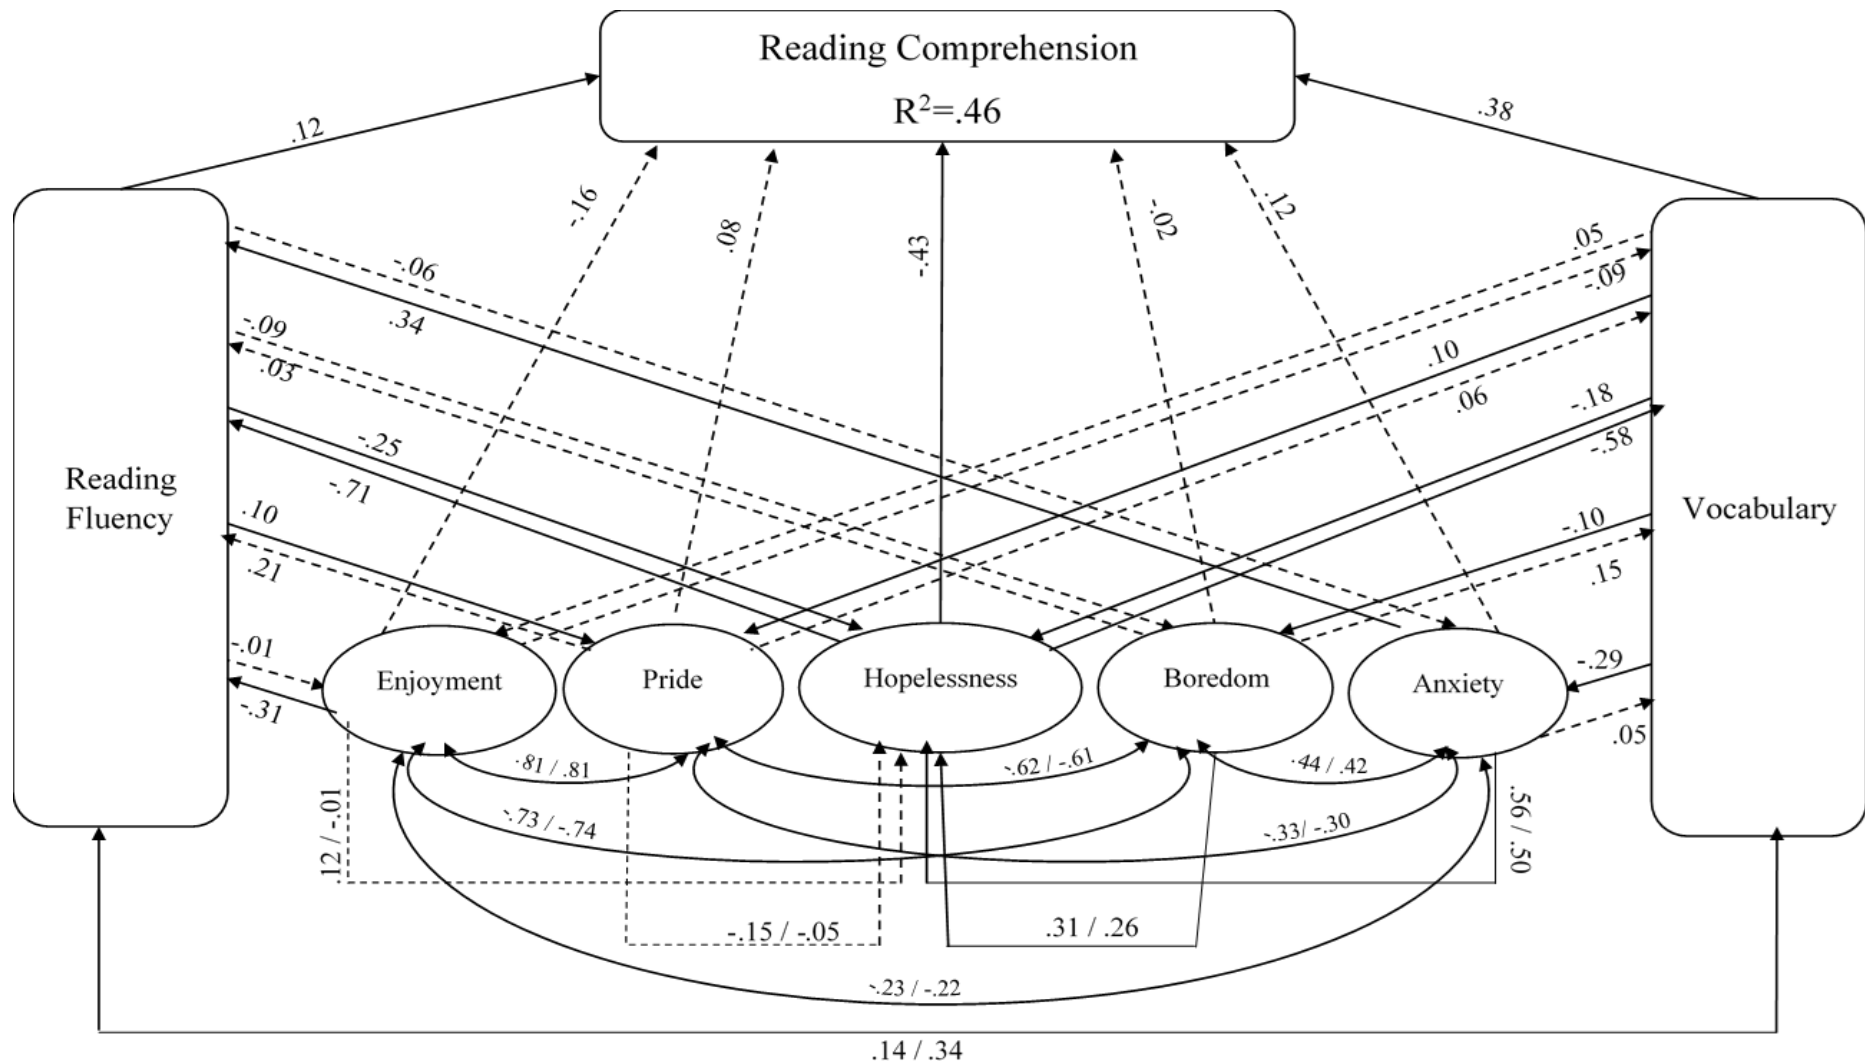 Reading Comprehension
R²=.46
.12
.38
-.16
.08
-.43
-.02
.12
-.06
.34
-.09
.03
-.25
-.71
.10
.21
-.01
-.31
.05
-.09
.10
.06
-.18
-.58
-.10
.15
-.29
.05
Reading
Fluency
Vocabulary
Enjoyment
Pride
Hopelessness
Boredom
Anxiety
.81 / .81
-.62 / -.61
.44 / .42
-.73 / -.74
-.33/ -.30
.12 / -.01
.56 / .50
-.15 / -.05
.31 / .26
-.23 / -.22
.14 / .34